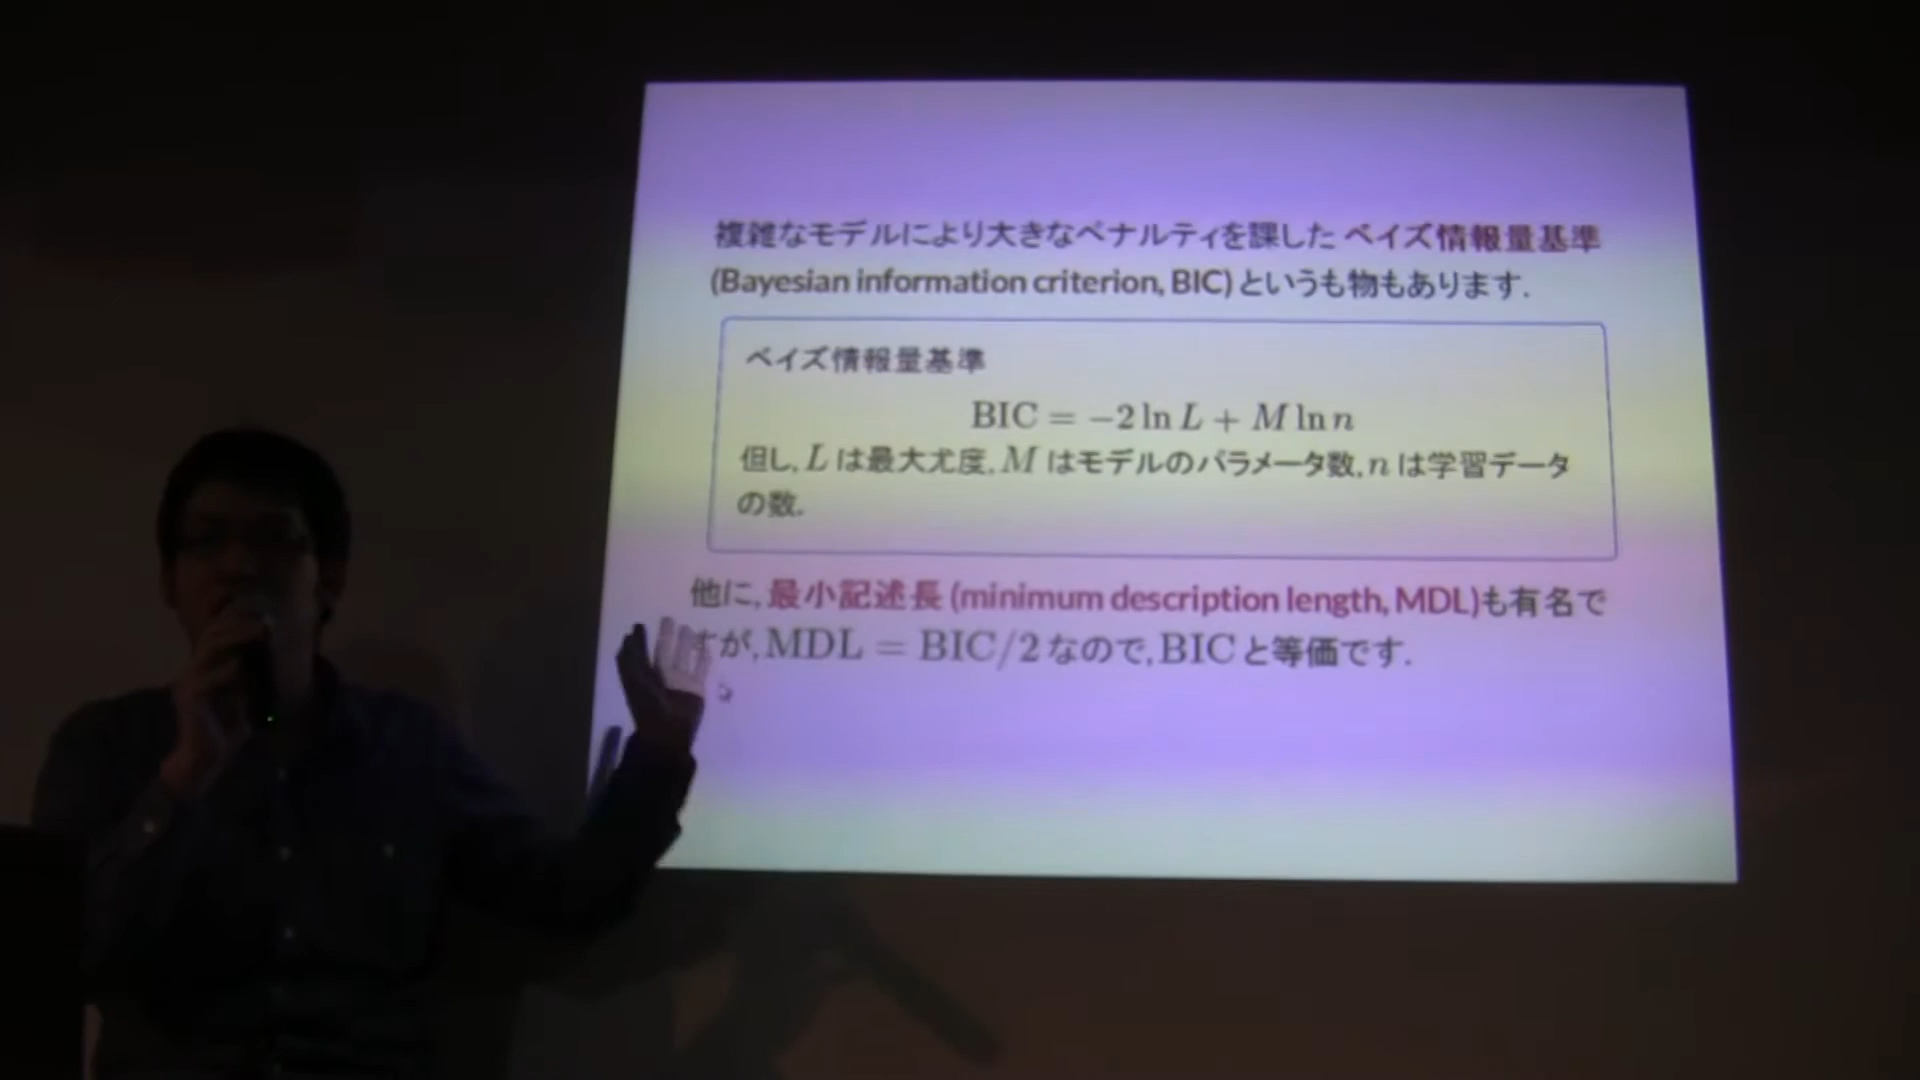 複雑なモデルにより大きなペナルティを課した ベイズ情報量基準
(Bayesian information criterion, BIC) というも物もあります.
ベイズ情報量基準
BIC = −2 ln L + M ln n
但し, L は最大尤度, M はモデルのパラメータ数, n は学習データ
の数.
他に, 最小記述長 (minimum description length, MDL)も有名で
すが, MDL = BIC/2 なので, BIC と等価です.